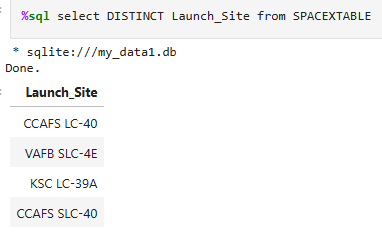 %sql select DISTINCT Launch_Site from SPACEXTABLE
* sqlite:///my_data1.db
Done.
Launch_Site
CCAFS LC-40
VAFB SLC-4E
KSC LC-39A
CCAFS SLC-40